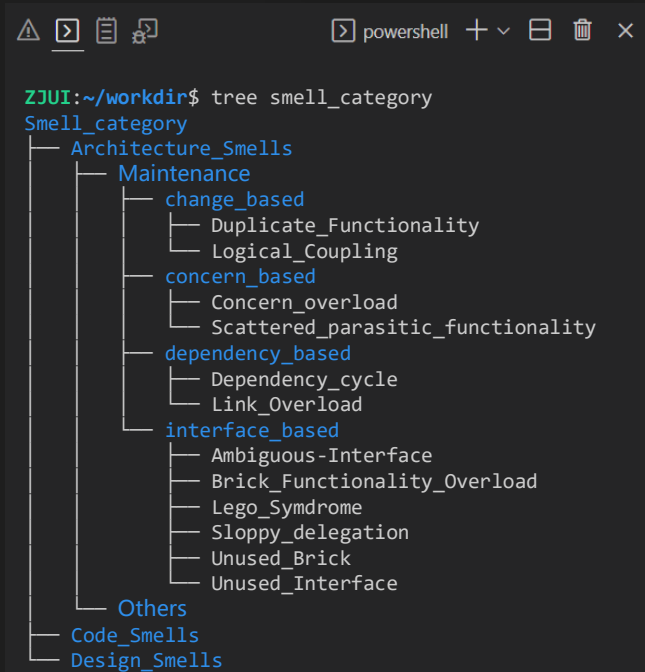 powershell
ZJUI:~/workdir$ tree smell_category
Smell_category
├── Architecture_Smells
│   ├── Maintenance
│   │   ├── change_based
│   │   │   ├── Duplicate_Functionality
│   │   │   └── Logical_Coupling
│   │   ├── concern_based
│   │   │   ├── Concern_overload
│   │   │   └── Scattered_parasitic_functionality
│   │   ├── dependency_based
│   │   │   ├── Dependency_cycle
│   │   │   └── Link_Overload
│   │   └── interface_based
│   │       ├── Ambiguous-Interface
│   │       ├── Brick_Functionality_Overload
│   │       ├── Lego_Symdrome
│   │       ├── Sloppy_delegation
│   │       ├── Unused_Brick
│   │       └── Unused_Interface
│   └── Others
├── Code_Smells
└── Design_Smells